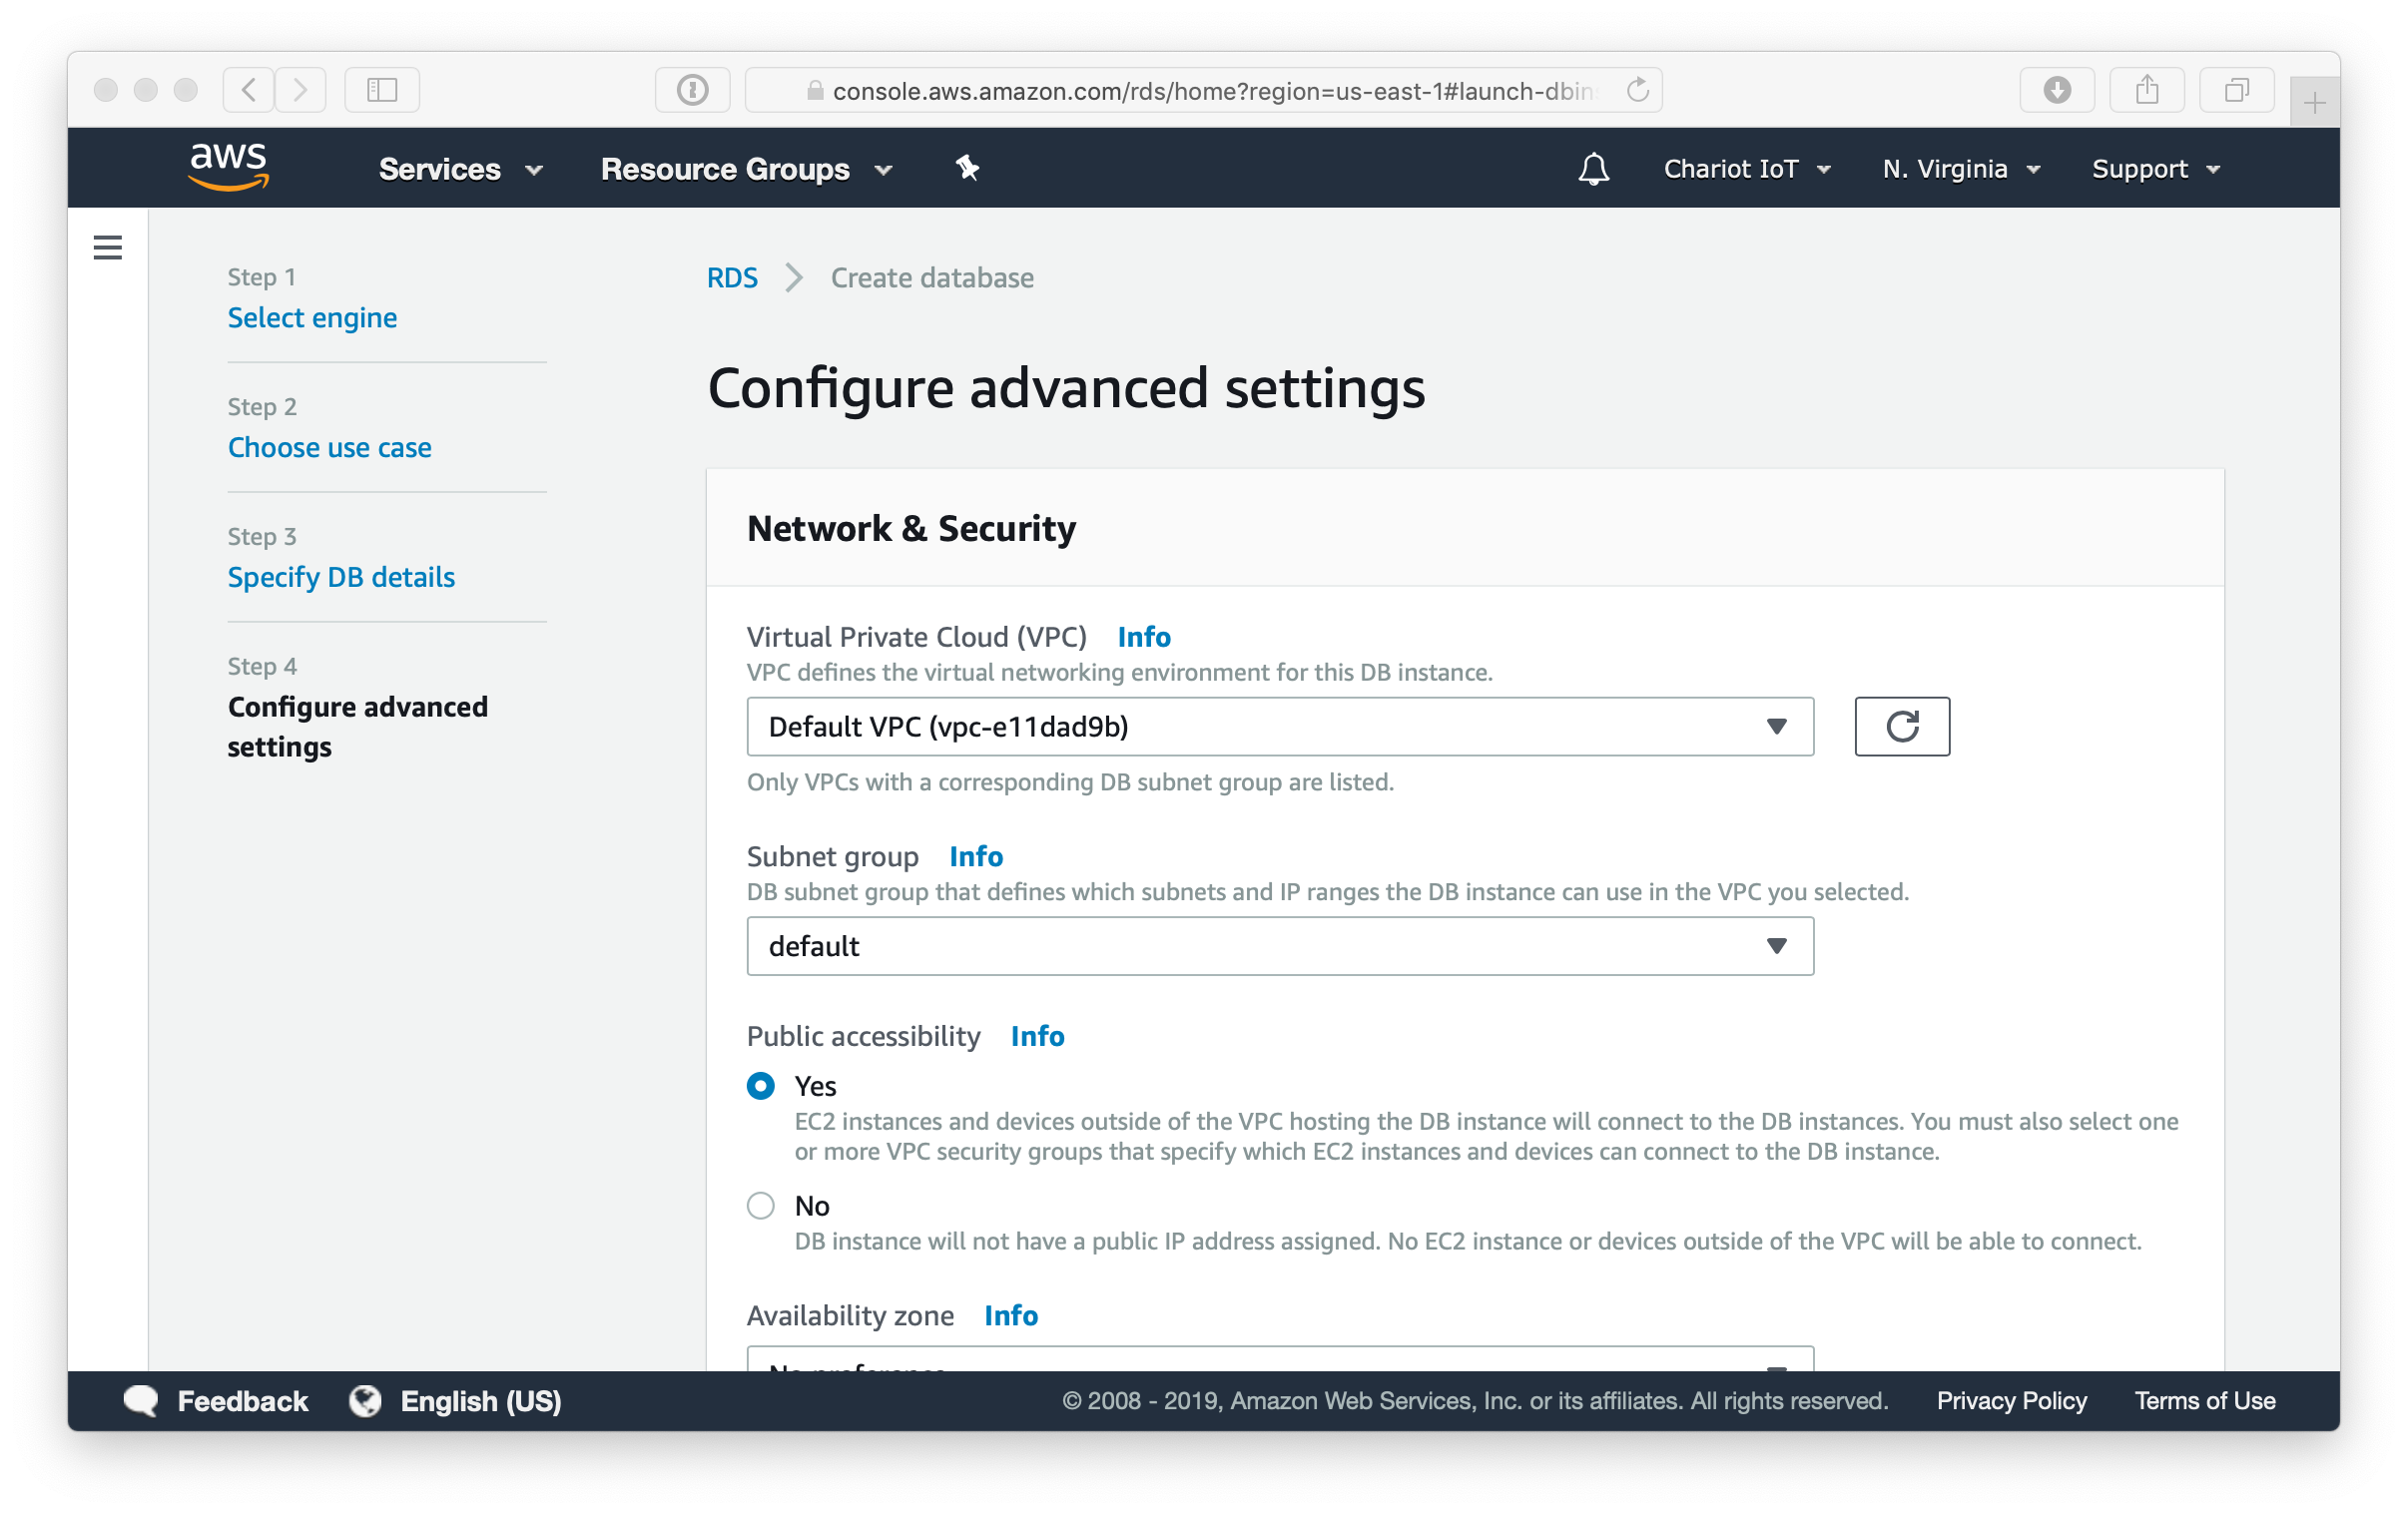 console.aws.amazon.com/rds/home?region=us-east-1#launch-dbin
aws
Services
Resource Groups
Chariot IoT
N. Virginia
Support
Step 1
Select engine
Step 2
Choose use case
Step 3
Specify DB details
Step 4
Configure advanced
settings
RDS
Create database
Configure advanced settings
Network & Security
Virtual Private Cloud (VPC) Info
VPC defines the virtual networking environment for this DB instance.
Default VPC (vpc-e11dad9b)
Only VPCs with a corresponding DB subnet group are listed.
Subnet group Info
DB subnet group that defines which subnets and IP ranges the DB instance can use in the VPC you selected.
default
Public accessibility Info
Yes
EC2 instances and devices outside of the VPC hosting the DB instance will connect to the DB instances. You must also select one
or more VPC security groups that specify which EC2 instances and devices can connect to the DB instance.
No
DB instance will not have a public IP address assigned. No EC2 instance or devices outside of the VPC will be able to connect.
Availability zone Info
No preference
Feedback
English (US)
© 2008 - 2019, Amazon Web Services, Inc. or its affiliates. All rights reserved.
Privacy Policy
Terms of Use